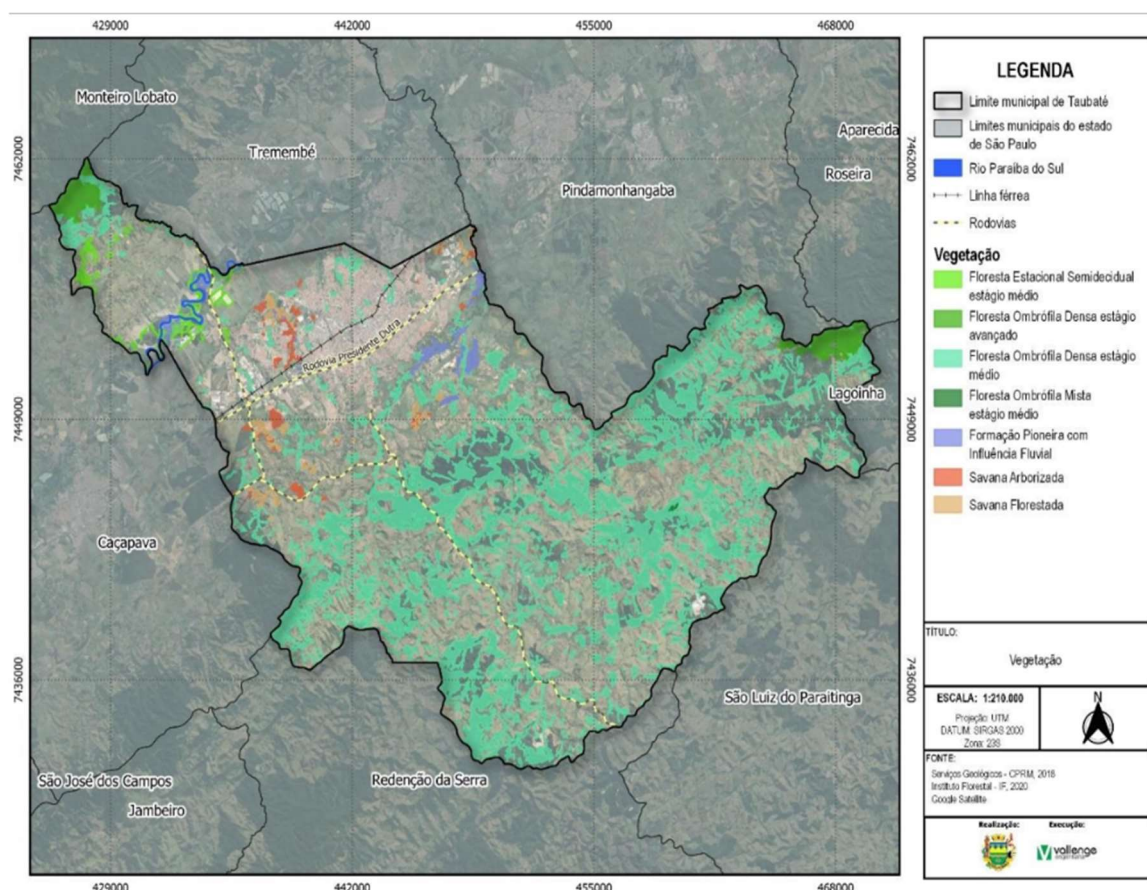 429000 442000 455000 468000
Monteiro Lobato
Tremembé
Aparecida
7462000
7462000
Roseira
Pindamonhangaba
Rodovia Presidente Dutra
Lagoinha
7449000
7449000
Caçapava
7436000
7436000
São Luiz do Paraitinga
São José dos Campos
Redenção da Serra
Jambeiro
429000 442000 455000 468000
LEGENDA
Limite municipal de Taubaté
Limites municipais do estado
de São Paulo
Rio Paraíba do Sul
Linha férrea
Rodovias
Vegetação
Floresta Estacional Semidecidual
estágio médio
Floresta Ombrófila Densa estágio
avançado
Floresta Ombrófila Densa estágio
médio
Floresta Ombrófila Mista
estágio médio
Formação Pioneira com
Influência Fluvial
Savana Arborizada
Savana Florestada
TÍTULO:
Vegetação
ESCALA: 1:210.000
Projeção: UTM
DATUM: SIRGAS 2000
Zona: 23S
N
FONTE:
Serviços Geológicos - CPRM, 2018
Instituto Florestal - IF, 2020
Google Satellite
Realização: Execução:
vallenge